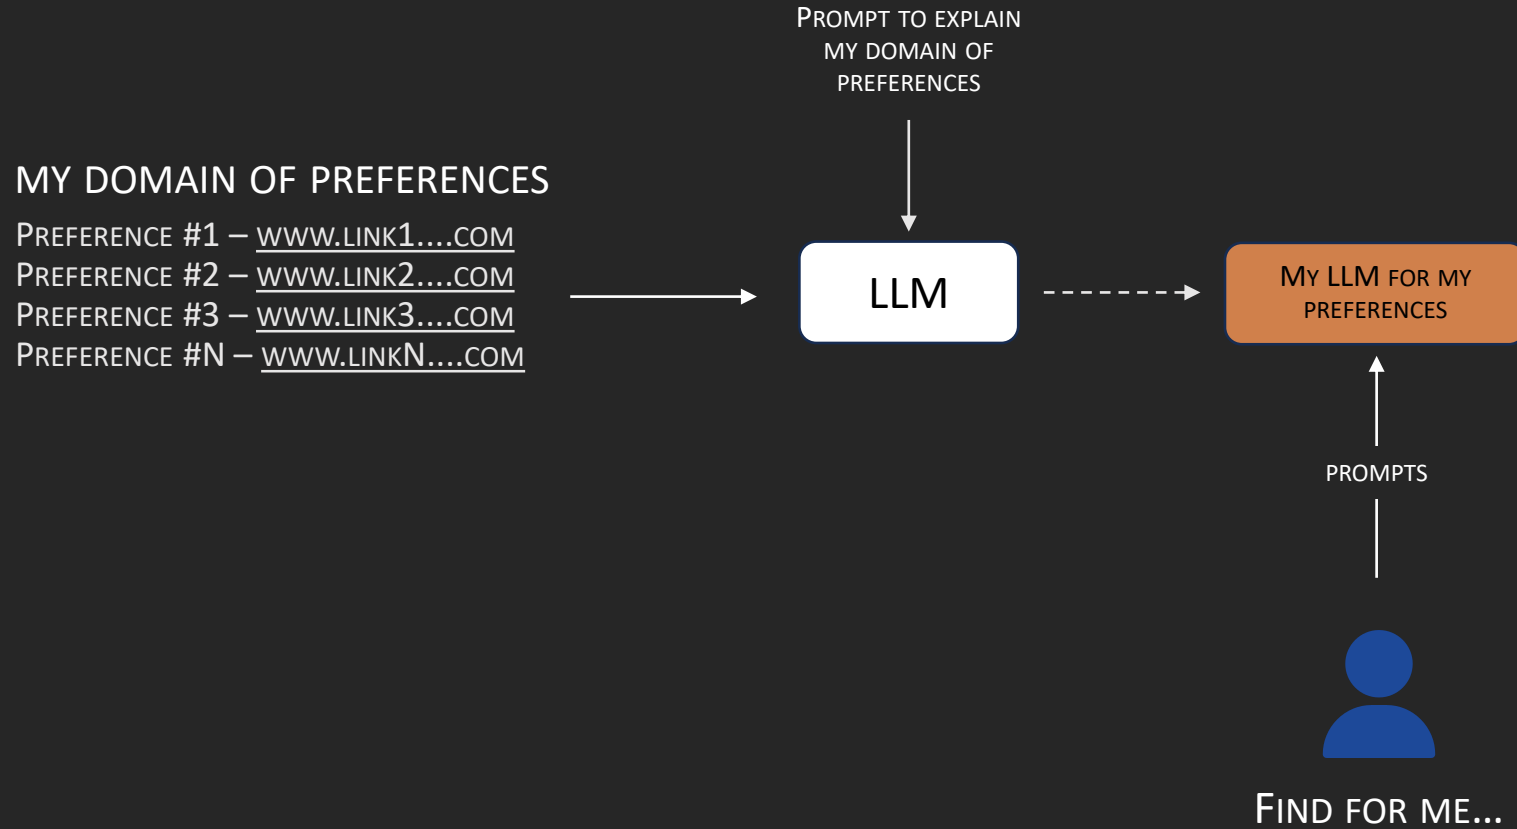 Prompt to explain
my domain of
preferences
my domain of preferences
Preference #1 – www.link1....com
Preference #2 – www.link2....com
Preference #3 – www.link3....com
Preference #N – www.linkN....com
LLM
My LLM for my
preferences
prompts
Find for me...